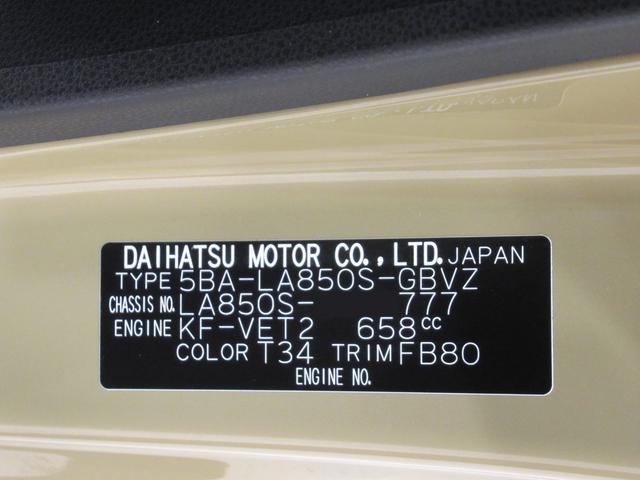 DAIHATSU MOTOR CO., LTD. JAPAN
TYPE 5BA-LA850S-GBVZ
CHASSIS NO. LA850S- 777
ENGINE KF-VET2 658cc
COLOR T34 TRIM FB80
ENGINE NO.